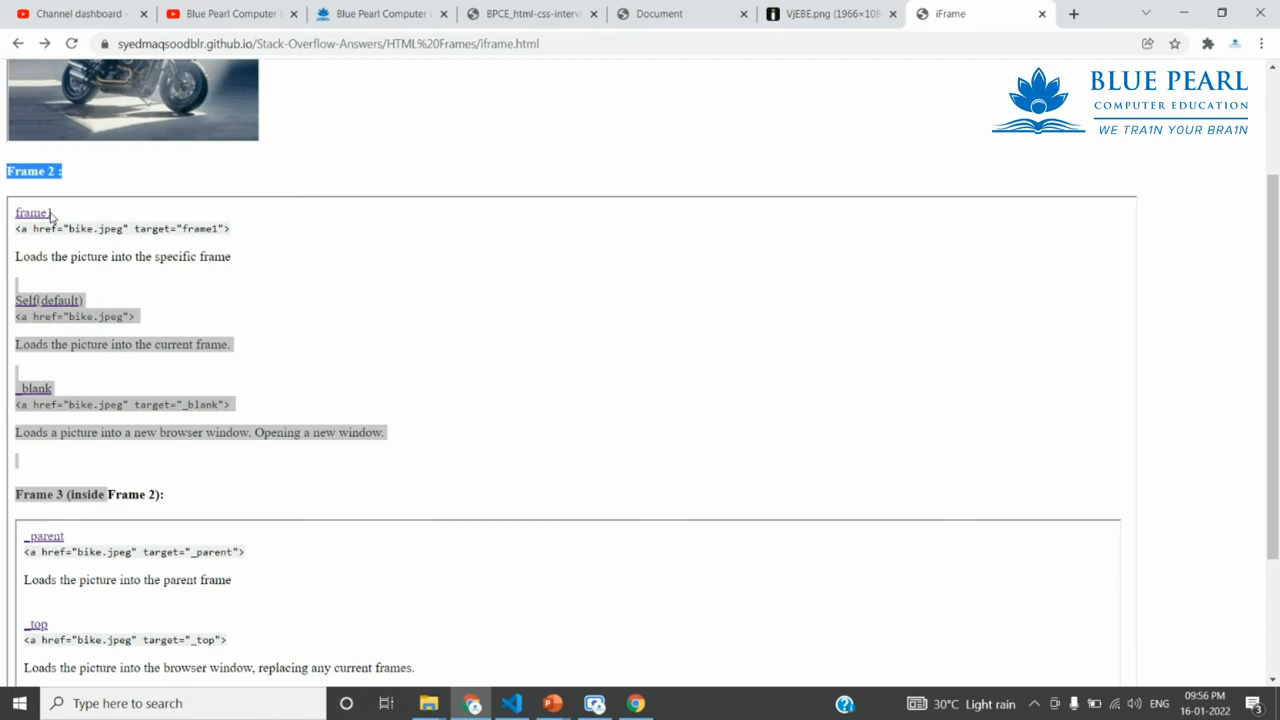 Channel dashboard -
Blue Pearl Computer
Blue Pearl Computer E
BPCE_html-css-interv
Document
VjEBE.png (1966×108
iFrame
syedmaqsoodblr.github.io/Stack-Overflow-Answers/HTML%20Frames/iframe.html
BLUE PEARL
COMPUTER EDUCATION
WE TRA1N YOUR BRA1N
Frame 2 :
frame1
<a href="bike.jpeg" target="frame1">
Loads the picture into the specific frame
Self(default)
<a href="bike.jpeg">
Loads the picture into the current frame.
_blank
<a href="bike.jpeg" target="_blank">
Loads a picture into a new browser window. Opening a new window.
Frame 3 (inside Frame 2):
_parent
<a href="bike.jpeg" target="_parent">
Loads the picture into the parent frame
_top
<a href="bike.jpeg" target="_top">
Loads the picture into the browser window, replacing any current frames.
Type here to search
30°C Light rain
ENG
09:56 PM
16-01-2022
3